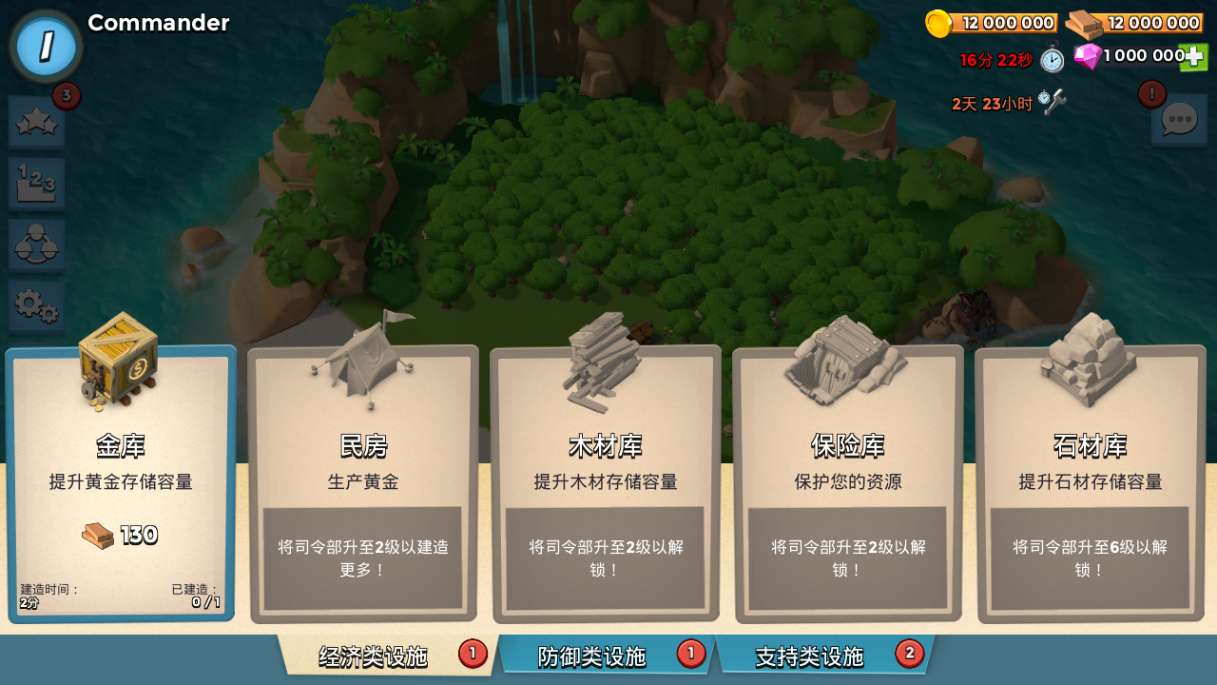 1
Commander
12 000 000
12 000 000
16分 22秒
1 000 000
2天 23小时
3
!
1 2 3
金库
提升黄金存储容量
130
建造时间：
2分
已建造：
0 / 1
民房
生产黄金
将司令部升至2级以建造
更多！
木材库
提升木材存储容量
将司令部升至2级以解
锁！
保险库
保护您的资源
将司令部升至2级以解
锁！
石材库
提升石材存储容量
将司令部升至6级以解
锁！
经济类设施
1
防御类设施
1
支持类设施
2